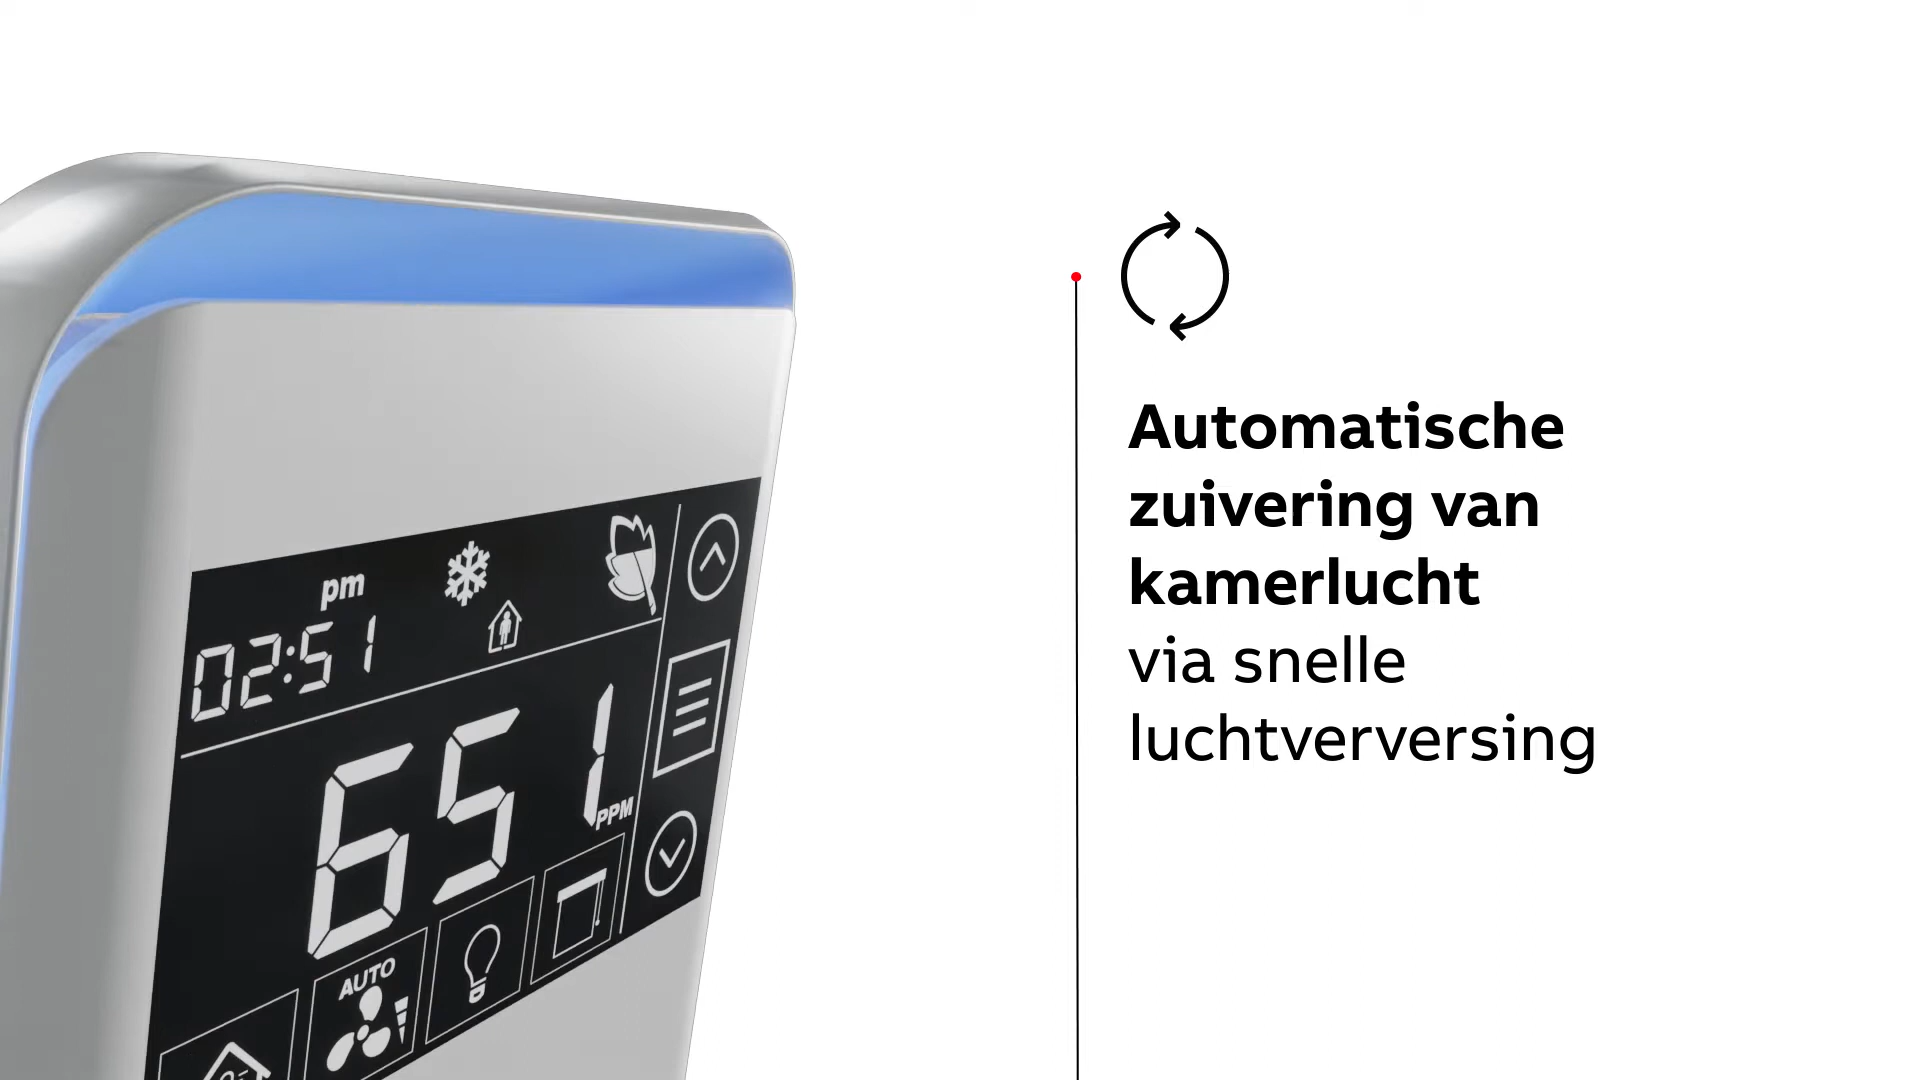 pm
02:51
651
PPM
AUTO
Automatische
zuivering van
kamerlucht
via snelle
luchtverversing